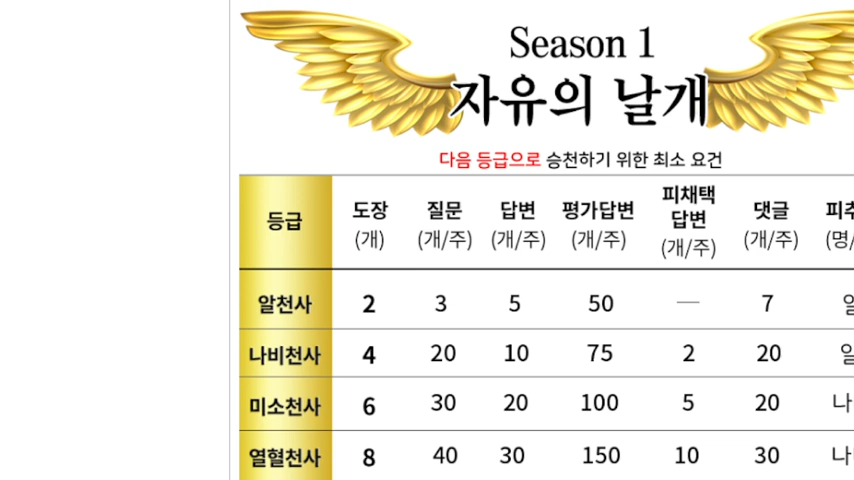 Season 1
자유의 날개
다음 등급으로 승천하기 위한 최소 요건
등급 도장 (개) 질문 (개/주) 답변 (개/주) 평가답변 (개/주) 피채택 답변 (개/주) 댓글 (개/주)
알천사 2 3 5 50 — 7
나비천사 4 20 10 75 2 20
미소천사 6 30 20 100 5 20
열혈천사 8 40 30 150 10 30